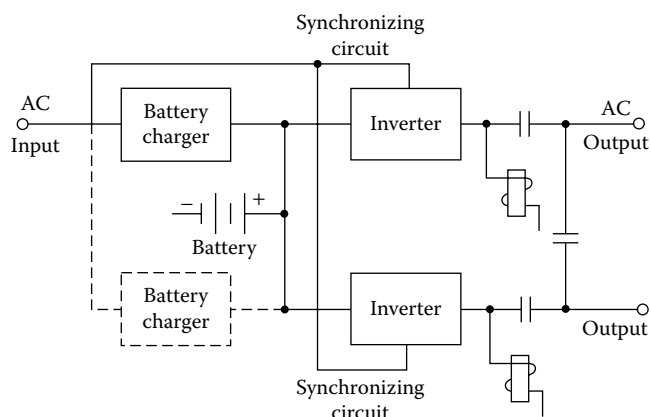 Synchronizing
circuit
AC
Input
Battery
charger
Inverter
AC
Output
− +
Battery
Battery
charger
Inverter
Output
Synchronizing
circuit